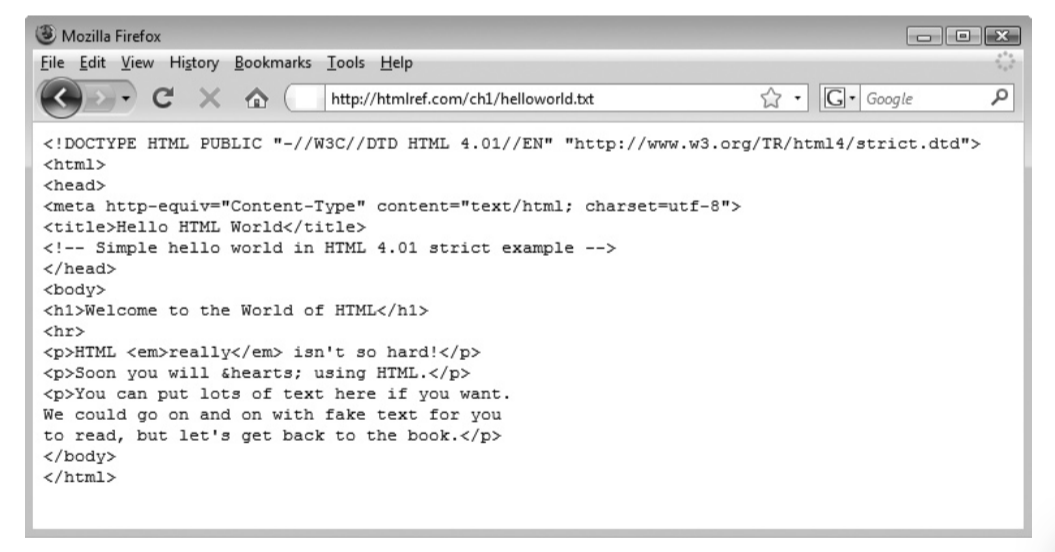 Mozilla Firefox
File Edit View History Bookmarks Tools Help
http://htmlref.com/ch1/helloworld.txt
G Google
<!DOCTYPE HTML PUBLIC "-//W3C//DTD HTML 4.01//EN" "http://www.w3.org/TR/html4/strict.dtd">
<html>
<head>
<meta http-equiv="Content-Type" content="text/html; charset=utf-8">
<title>Hello HTML World</title>
<!-- Simple hello world in HTML 4.01 strict example -->
</head>
<body>
<h1>Welcome to the World of HTML</h1>
<hr>
<p>HTML <em>really</em> isn't so hard!</p>
<p>Soon you will &hearts; using HTML.</p>
<p>You can put lots of text here if you want.
We could go on and on with fake text for you
to read, but let's get back to the book.</p>
</body>
</html>